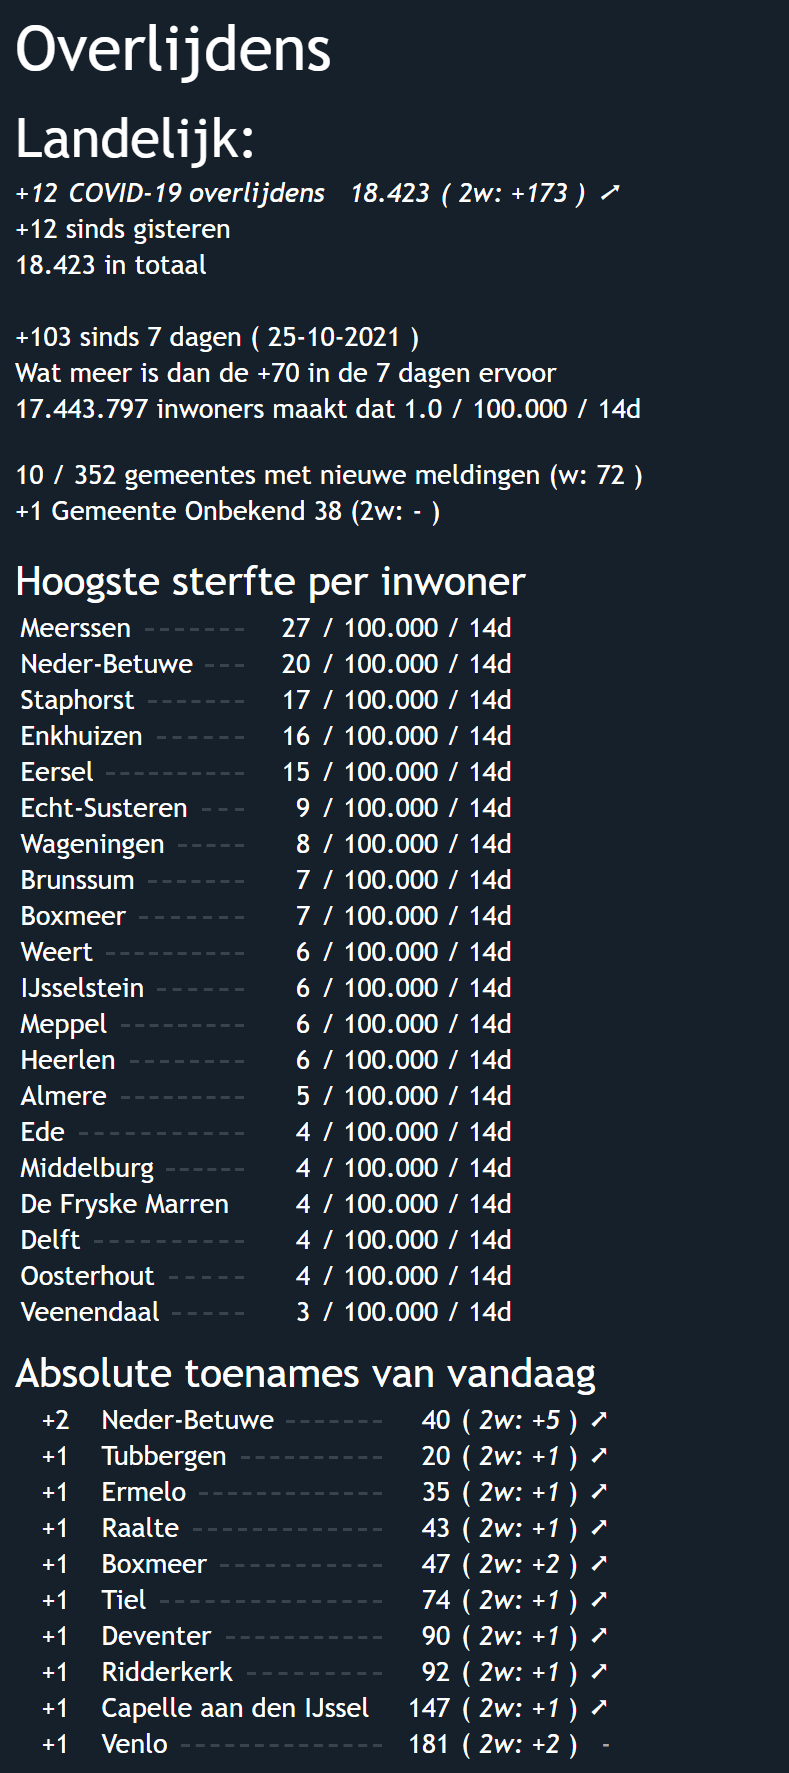 Overlijdens
Landelijk:
+12 COVID-19 overlijdens 18.423 ( 2w: +173 ) ➚
+12 sinds gisteren
18.423 in totaal
+103 sinds 7 dagen ( 25-10-2021 )
Wat meer is dan de +70 in de 7 dagen ervoor
17.443.797 inwoners maakt dat 1.0 / 100.000 / 14d
10 / 352 gemeentes met nieuwe meldingen (w: 72 )
+1 Gemeente Onbekend 38 (2w: - )
Hoogste sterfte per inwoner
Meerssen ------- 27 / 100.000 / 14d
Neder-Betuwe --- 20 / 100.000 / 14d
Staphorst ------- 17 / 100.000 / 14d
Enkhuizen ------ 16 / 100.000 / 14d
Eersel ---------- 15 / 100.000 / 14d
Echt-Susteren --- 9 / 100.000 / 14d
Wageningen ----- 8 / 100.000 / 14d
Brunssum ------- 7 / 100.000 / 14d
Boxmeer -------- 7 / 100.000 / 14d
Weert ---------- 6 / 100.000 / 14d
IJsselstein ------ 6 / 100.000 / 14d
Meppel --------- 6 / 100.000 / 14d
Heerlen -------- 6 / 100.000 / 14d
Almere --------- 5 / 100.000 / 14d
Ede ------------ 4 / 100.000 / 14d
Middelburg ------ 4 / 100.000 / 14d
De Fryske Marren 4 / 100.000 / 14d
Delft ----------- 4 / 100.000 / 14d
Oosterhout ----- 4 / 100.000 / 14d
Veenendaal ----- 3 / 100.000 / 14d
Absolute toenames van vandaag
+2 Neder-Betuwe ------- 40 ( 2w: +5 ) ➚
+1 Tubbergen ---------- 20 ( 2w: +1 ) ➚
+1 Ermelo ------------- 35 ( 2w: +1 ) ➚
+1 Raalte -------------- 43 ( 2w: +1 ) ➚
+1 Boxmeer ------------ 47 ( 2w: +2 ) ➚
+1 Tiel ---------------- 74 ( 2w: +1 ) ➚
+1 Deventer ----------- 90 ( 2w: +1 ) ➚
+1 Ridderkerk ---------- 92 ( 2w: +1 ) ➚
+1 Capelle aan den IJssel 147 ( 2w: +1 ) ➚
+1 Venlo --------------- 181 ( 2w: +2 ) -